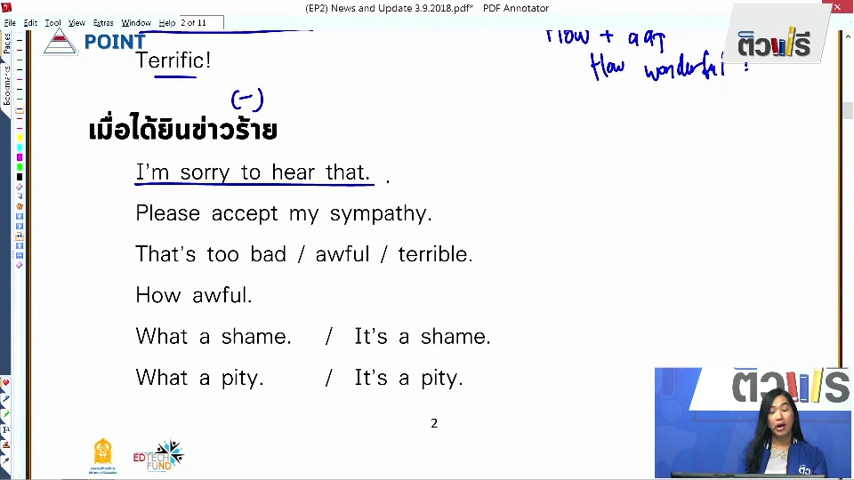 (EP2) News and Update 3.9.2018.pdf* - PDF Annotator
File Edit Tool View Extras Window Help 2 of 11
POINT
How + adj
ติวฟรี
Terrific!
How wonderful !
(-)
เมื่อได้ยินข่าวร้าย
I'm sorry to hear that.
Please accept my sympathy.
That's too bad / awful / terrible.
How awful.
What a shame. / It's a shame.
What a pity. / It's a pity.
ติวฟรี
2
EDTECH
FUND